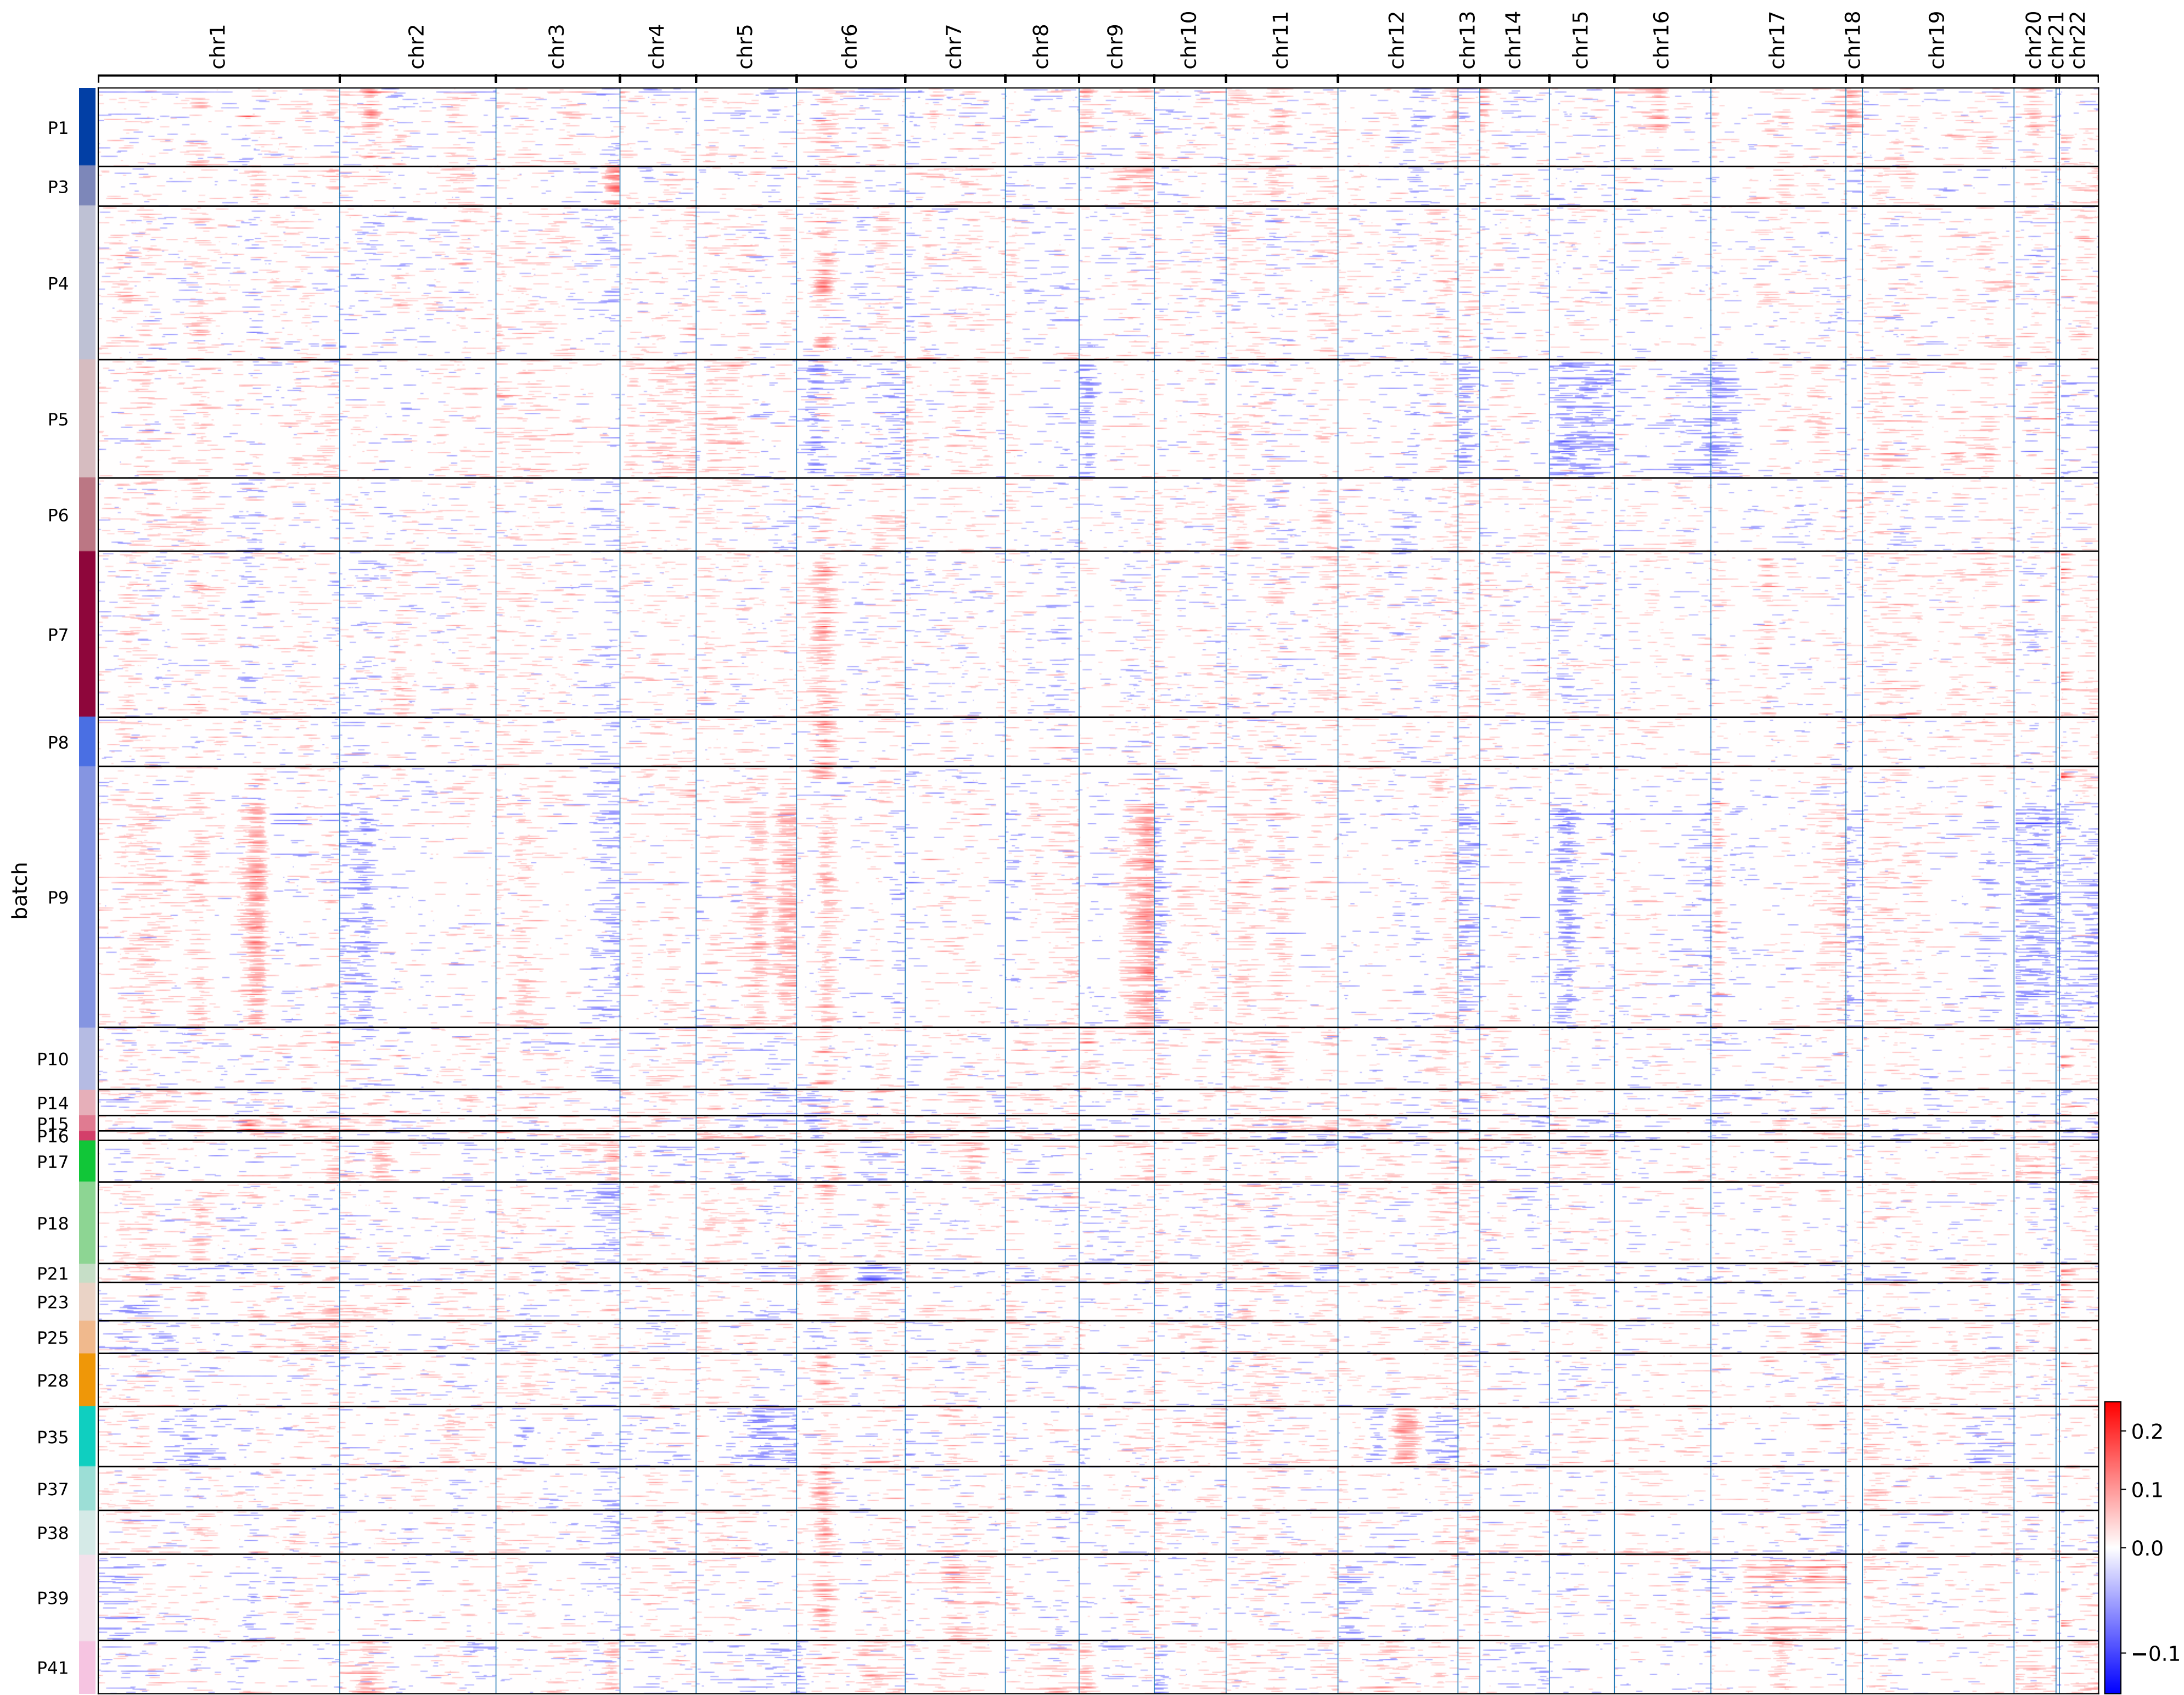 chr1
chr2
chr3
chr4
chr5
chr6
chr7
chr8
chr9
chr10
chr11
chr12
chr13
chr14
chr15
chr16
chr17
chr18
chr19
chr20
chr21
chr22
batch
P1
P3
P4
P5
P6
P7
P8
P9
P10
P14
P15
P16
P17
P18
P21
P23
P25
P28
P35
P37
P38
P39
P41
0.2
0.1
0.0
−0.1